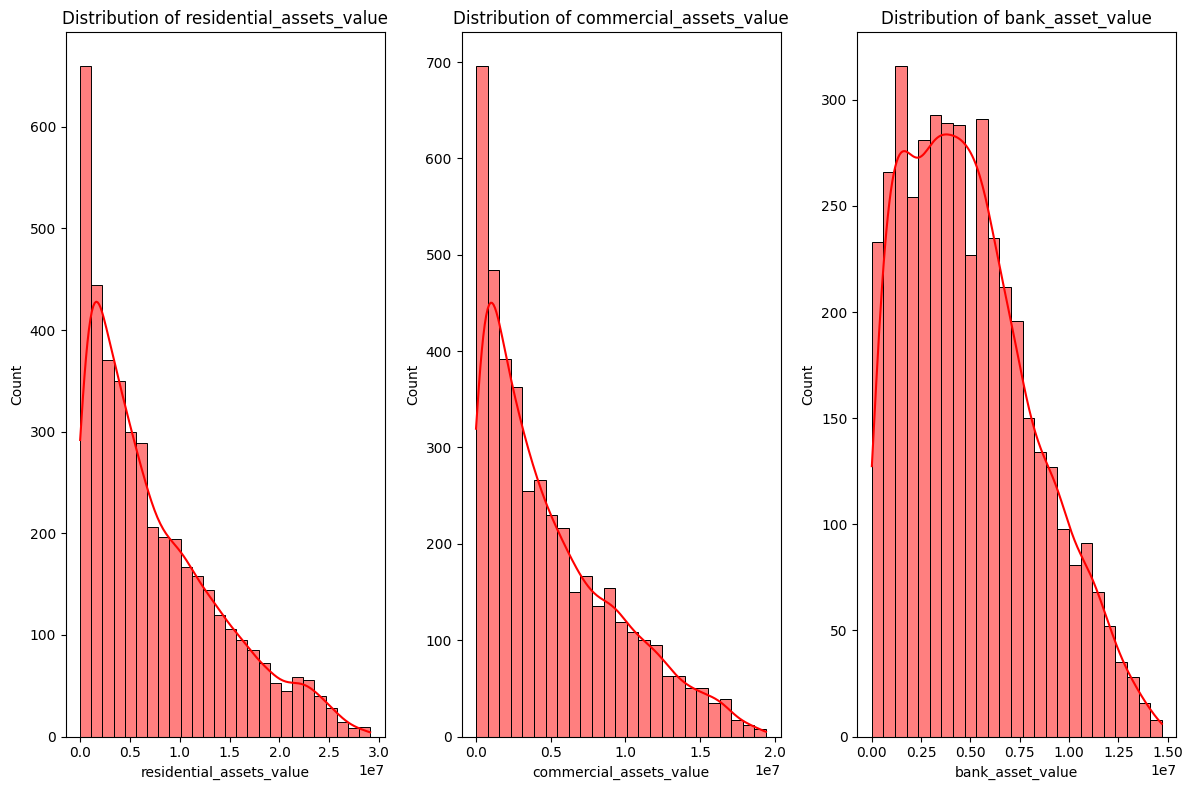 Distribution of residential_assets_value
600
500
400
300
200
100
0
Count
0.0 0.5 1.0 1.5 2.0 2.5 3.0
1e7
residential_assets_value
Distribution of commercial_assets_value
700
600
500
400
300
200
100
0
Count
0.0 0.5 1.0 1.5 2.0
1e7
commercial_assets_value
Distribution of bank_asset_value
300
250
200
150
100
50
0
Count
0.00 0.25 0.50 0.75 1.00 1.25 1.50
1e7
bank_asset_value